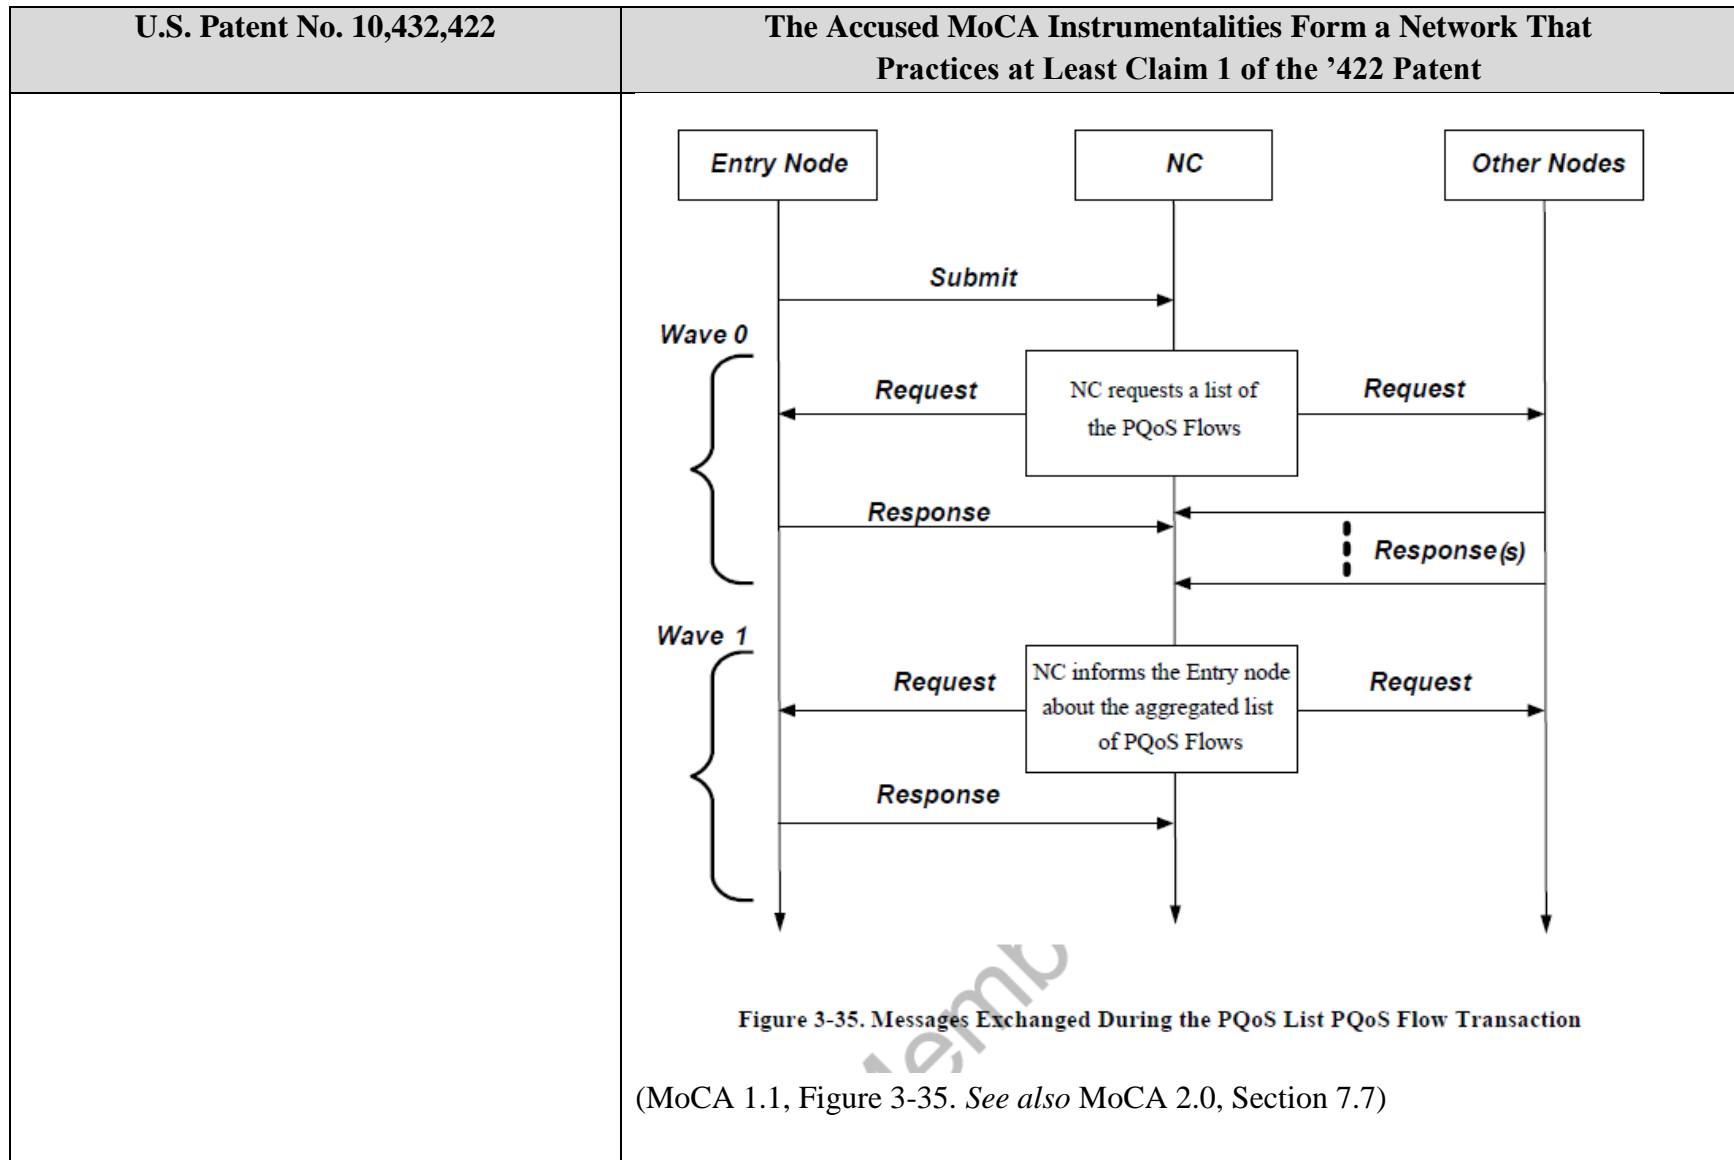 U.S. Patent No. 10,432,422
The Accused MoCA Instrumentalities Form a Network That
Practices at Least Claim 1 of the ’422 Patent
Entry Node
NC
Other Nodes
Submit
Wave 0
Request
NC requests a list of
the PQoS Flows
Request
Response
Response(s)
Wave 1
Request
NC informs the Entry node
about the aggregated list
of PQoS Flows
Request
Response
Figure 3-35. Messages Exchanged During the PQoS List PQoS Flow Transaction
(MoCA 1.1, Figure 3-35. See also MoCA 2.0, Section 7.7)